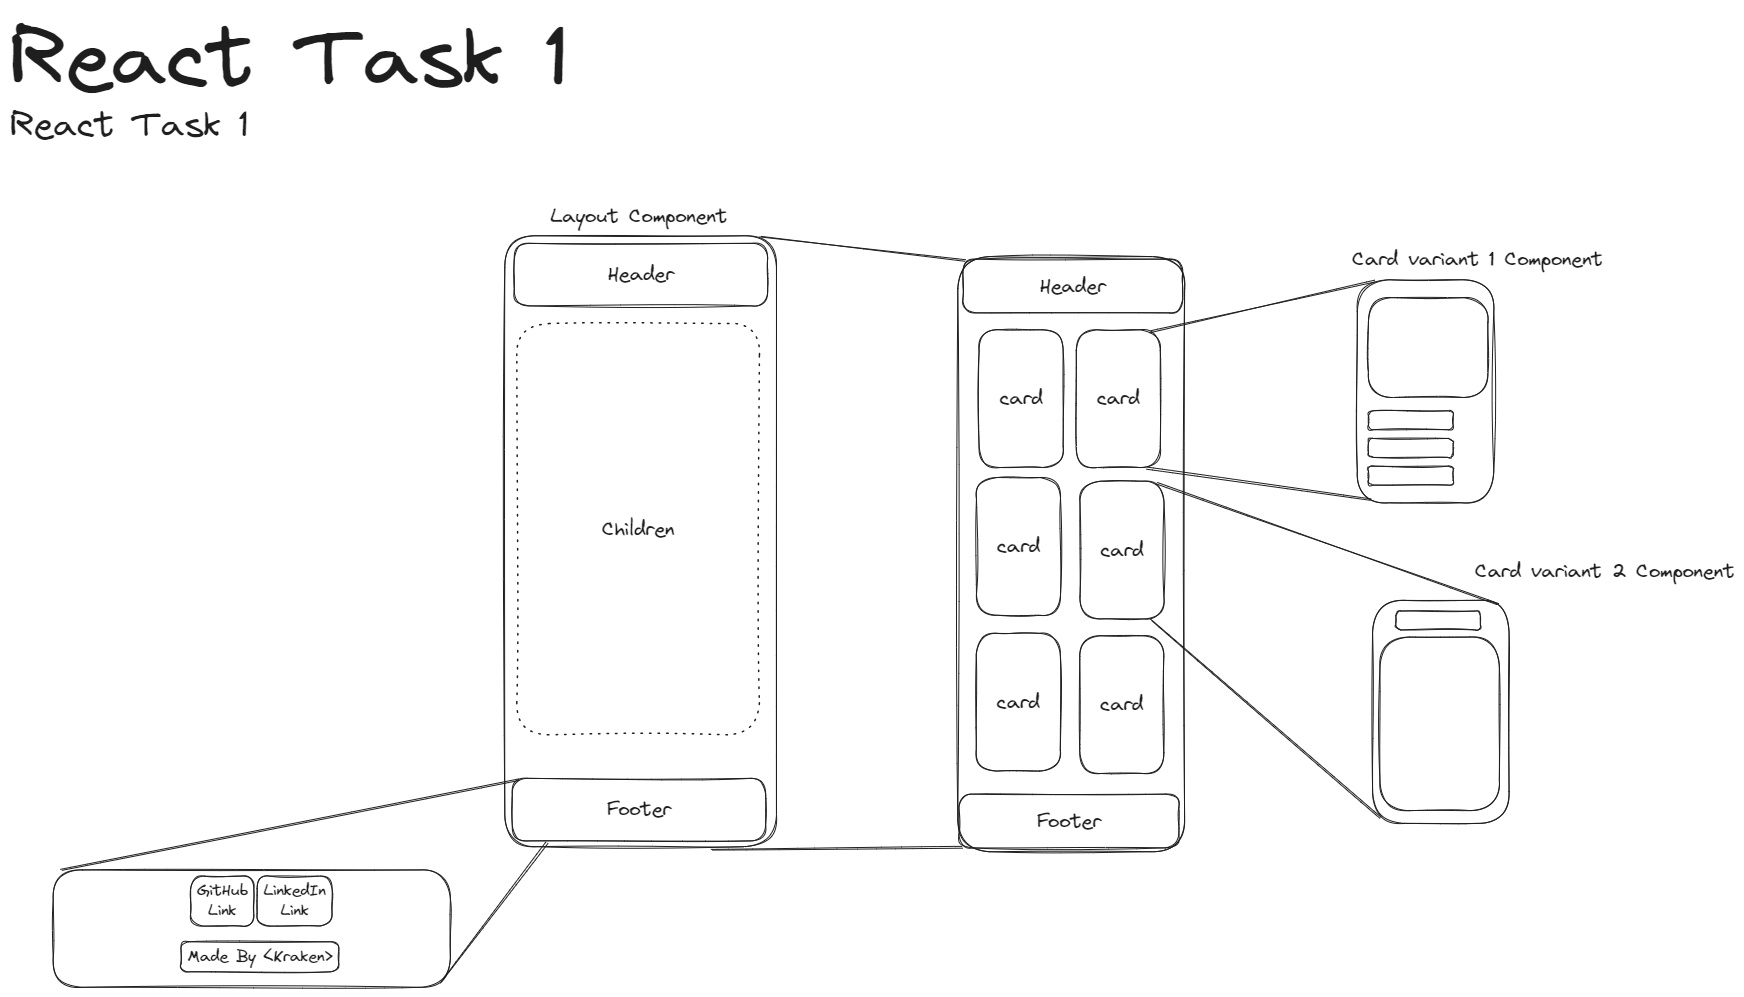 React Task 1
React Task 1
Layout Component
Header
Children
Footer
GitHub
Link
LinkedIn
Link
Made By <Kraken>
Header
card
card
card
card
card
card
Footer
Card variant 1 Component
Card variant 2 Component